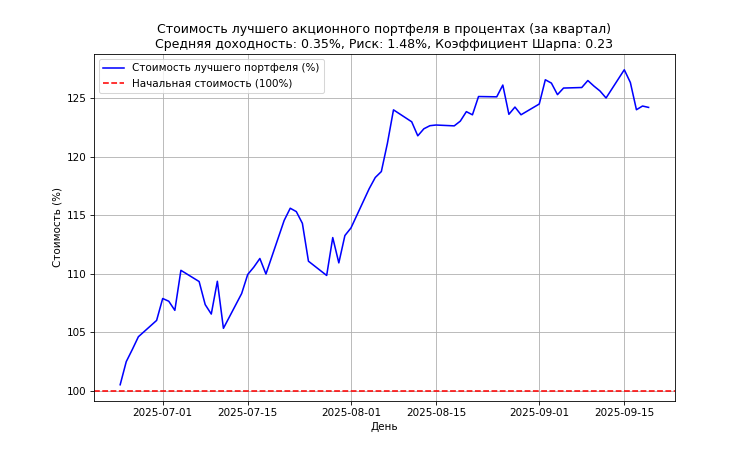 Стоимость лучшего акционного портфеля в процентах (за квартал)
Средняя доходность: 0.35%, Риск: 1.48%, Коэффициент Шарпа: 0.23
Стоимость лучшего портфеля (%)
Начальная стоимость (100%)
Стоимость (%)
125
120
115
110
105
100
2025-07-01
2025-07-15
2025-08-01
2025-08-15
2025-09-01
2025-09-15
День